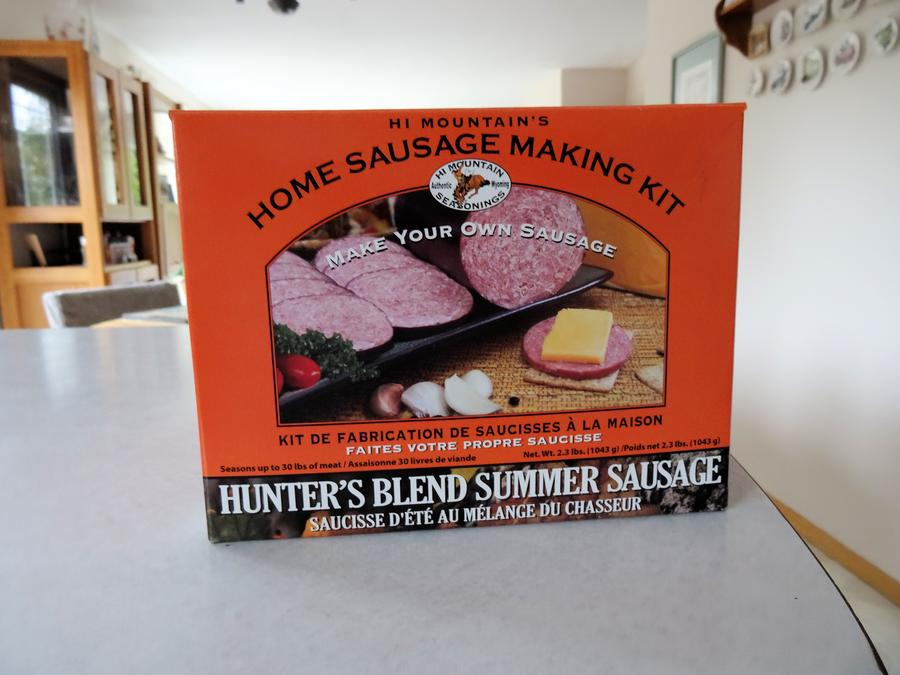 HI MOUNTAIN'S
HOME SAUSAGE MAKING KIT
HI MOUNTAIN
Authentic Wyoming
SEASONINGS
MAKE YOUR OWN SAUSAGE
KIT DE FABRICATION DE SAUCISSES À LA MAISON
FAITES VOTRE PROPRE SAUCISSE
Seasons up to 30 lbs of meat / Assaisonne 30 livres de viande
Net. Wt. 2.3 lbs. (1043 g) /Poids net 2.3 lbs. (1043 g)
HUNTER'S BLEND SUMMER SAUSAGE
SAUCISSE D'ÉTÉ AU MÉLANGE DU CHASSEUR